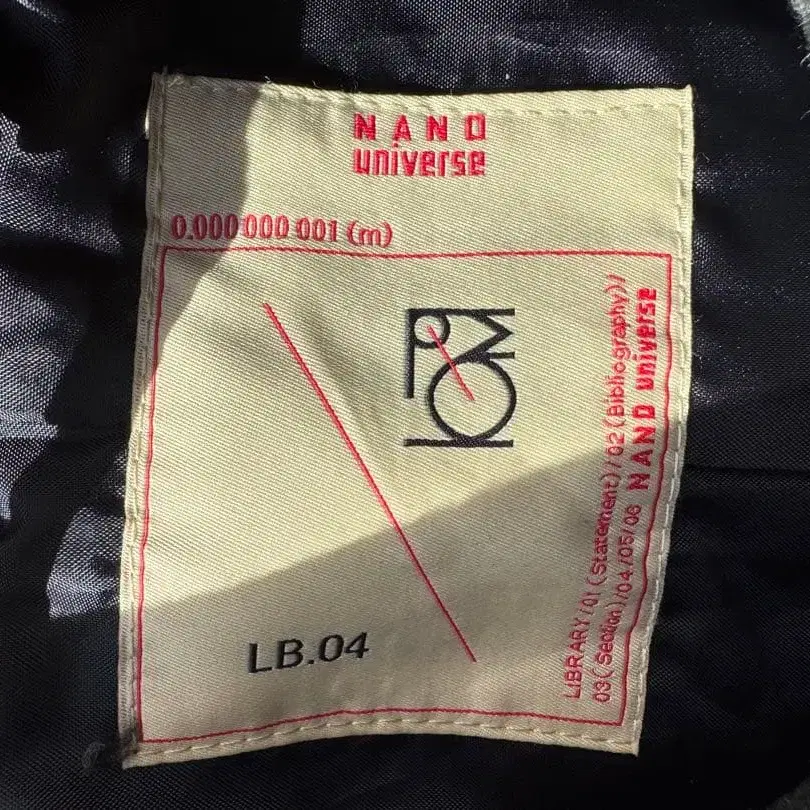 NANO
universe
0.000 000 001 (m)
LB.04
LIBRARY/01(Statement)/02(Bibliography)/
03(Section)/04/05/06 NANO universe